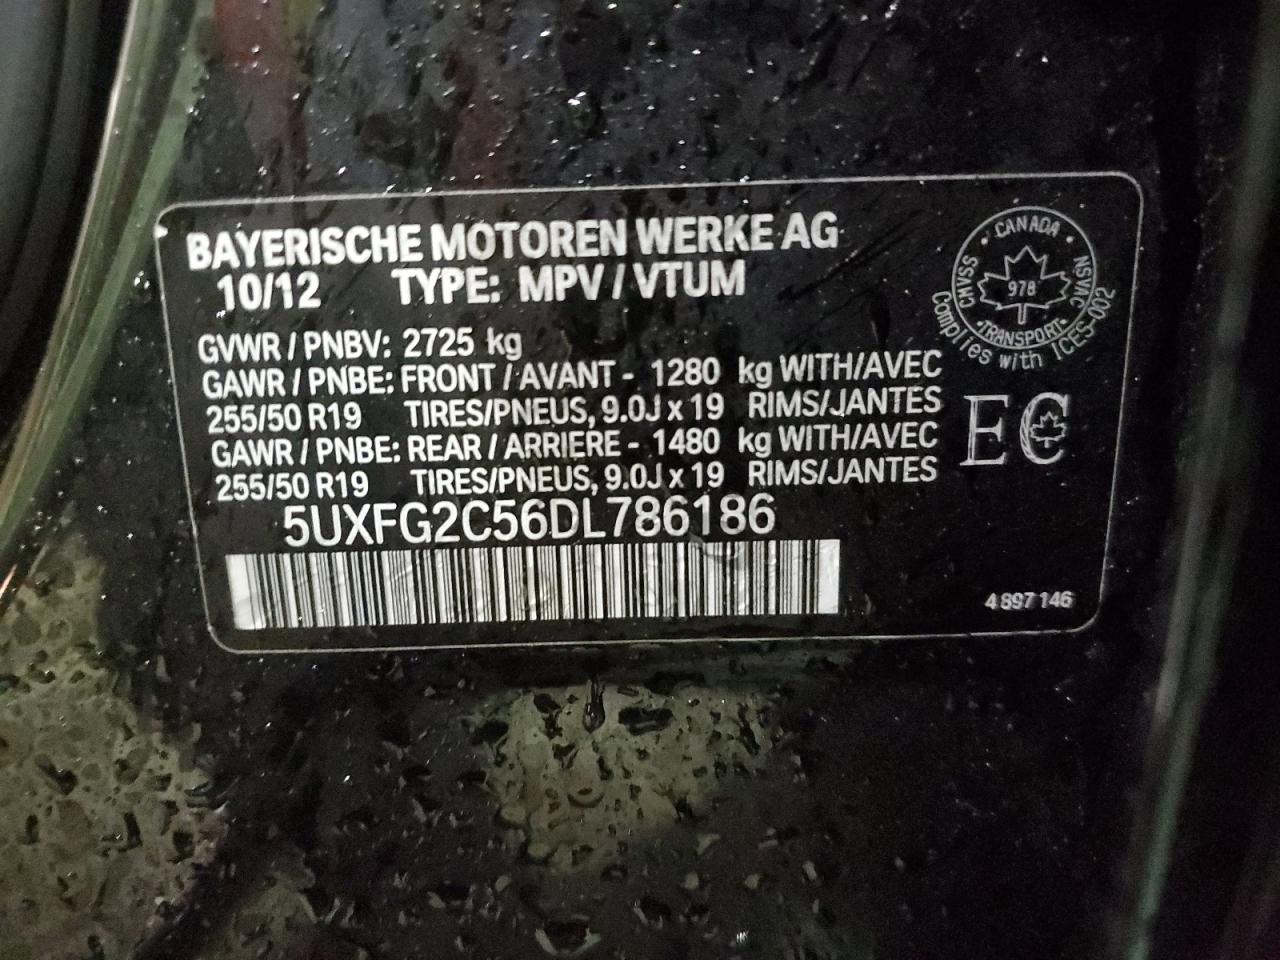 BAYERISCHE MOTOREN WERKE AG
10/12 TYPE: MPV / VTUM
GVWR / PNBV: 2725 kg
GAWR / PNBE: FRONT / AVANT - 1280 kg WITH/AVEC
255/50 R19 TIRES/PNEUS, 9.0J x 19 RIMS/JANTES
GAWR / PNBE: REAR / ARRIERE - 1480 kg WITH/AVEC
255/50 R19 TIRES/PNEUS, 9.0J x 19 RIMS/JANTES
5UXFG2C56DL786186
CANADA
CMVSS
NSVAC
978
TRANSPORT
Complies with ICES-002
EC
4 897 146